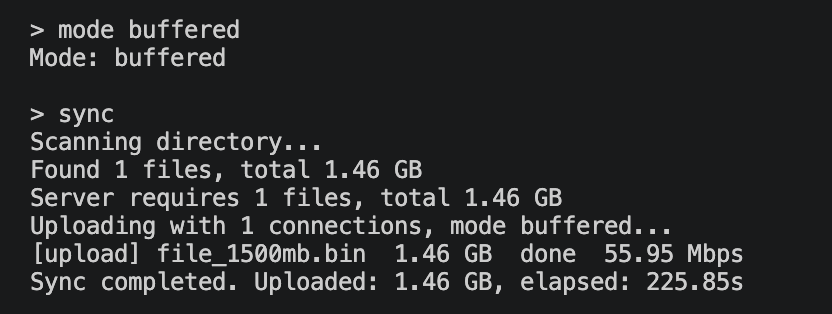 > mode buffered
Mode: buffered
> sync
Scanning directory...
Found 1 files, total 1.46 GB
Server requires 1 files, total 1.46 GB
Uploading with 1 connections, mode buffered...
[upload] file_1500mb.bin  1.46 GB  done  55.95 Mbps
Sync completed. Uploaded: 1.46 GB, elapsed: 225.85s